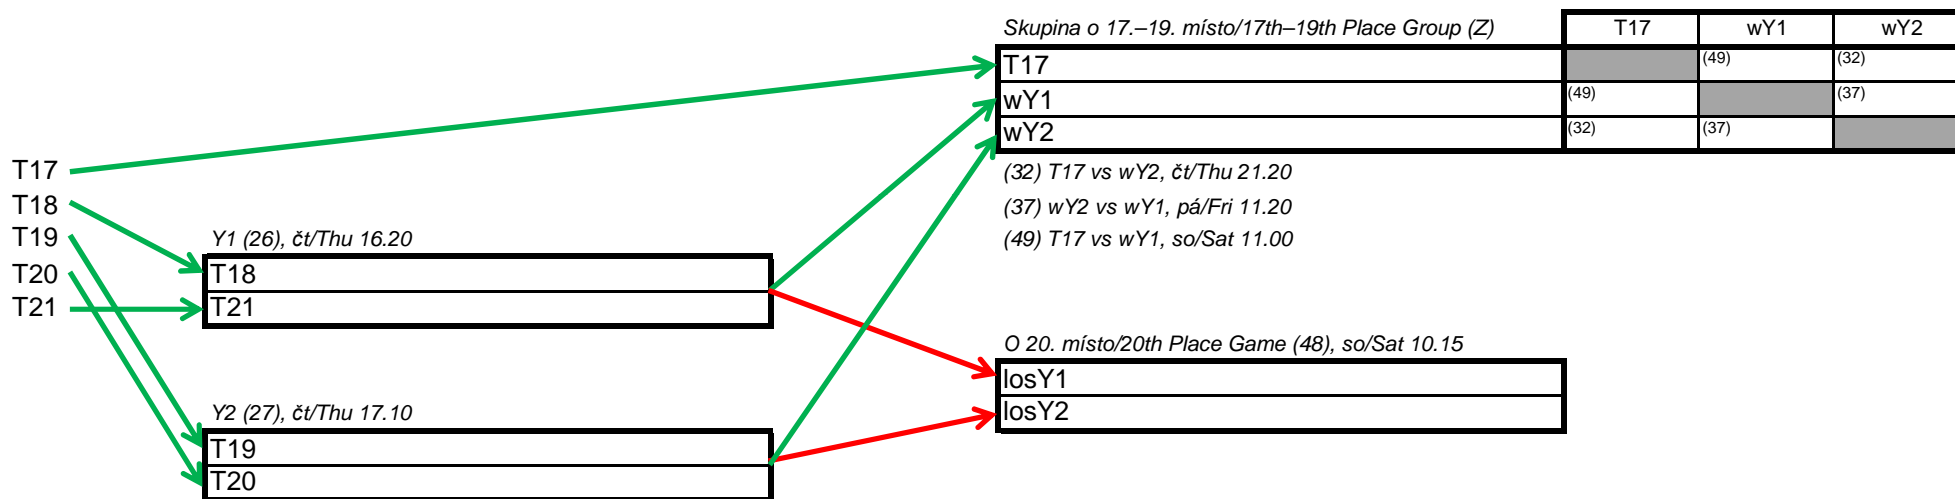 Skupina o 17.–19. místo/17th–19th Place Group (Z) T17 wY1 wY2
T17 (49) (32)
wY1 (49) (37)
wY2 (32) (37)
(32) T17 vs wY2, čt/Thu 21.20
(37) wY2 vs wY1, pá/Fri 11.20
(49) T17 vs wY1, so/Sat 11.00
T17
T18
T19
T20
T21
Y1 (26), čt/Thu 16.20
T18
T21
O 20. místo/20th Place Game (48), so/Sat 10.15
losY1
losY2
Y2 (27), čt/Thu 17.10
T19
T20